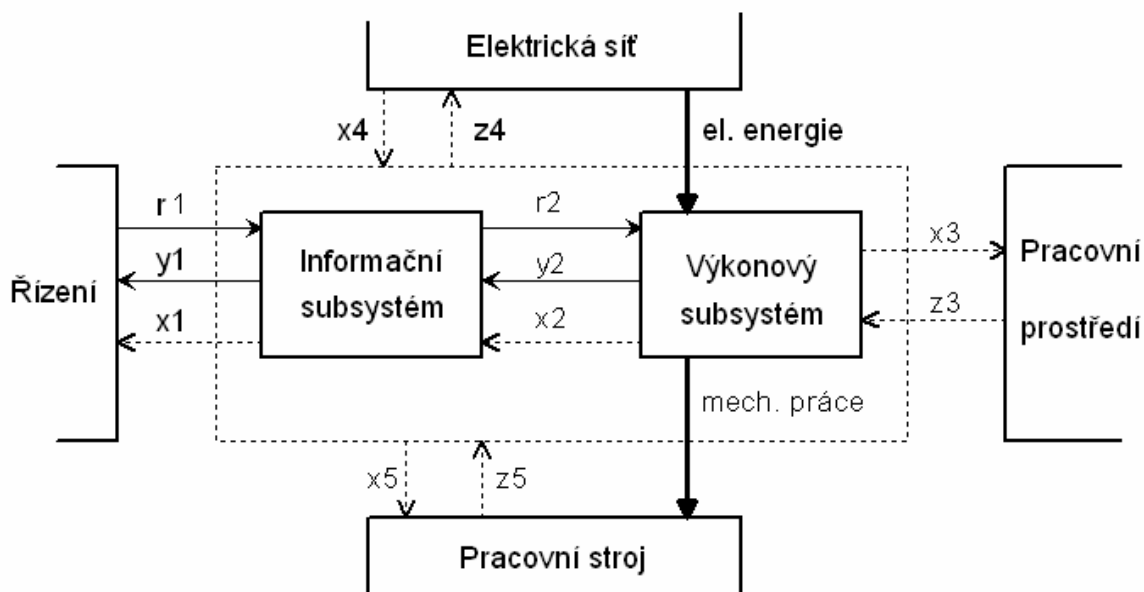 Elektrická síť
x4
z4
el. energie
r1
r2
y1
Informační
subsystém
y2
Výkonový
subsystém
x3
Pracovní
prostředí
Řízení
x1
x2
z3
mech. práce
x5
z5
Pracovní stroj